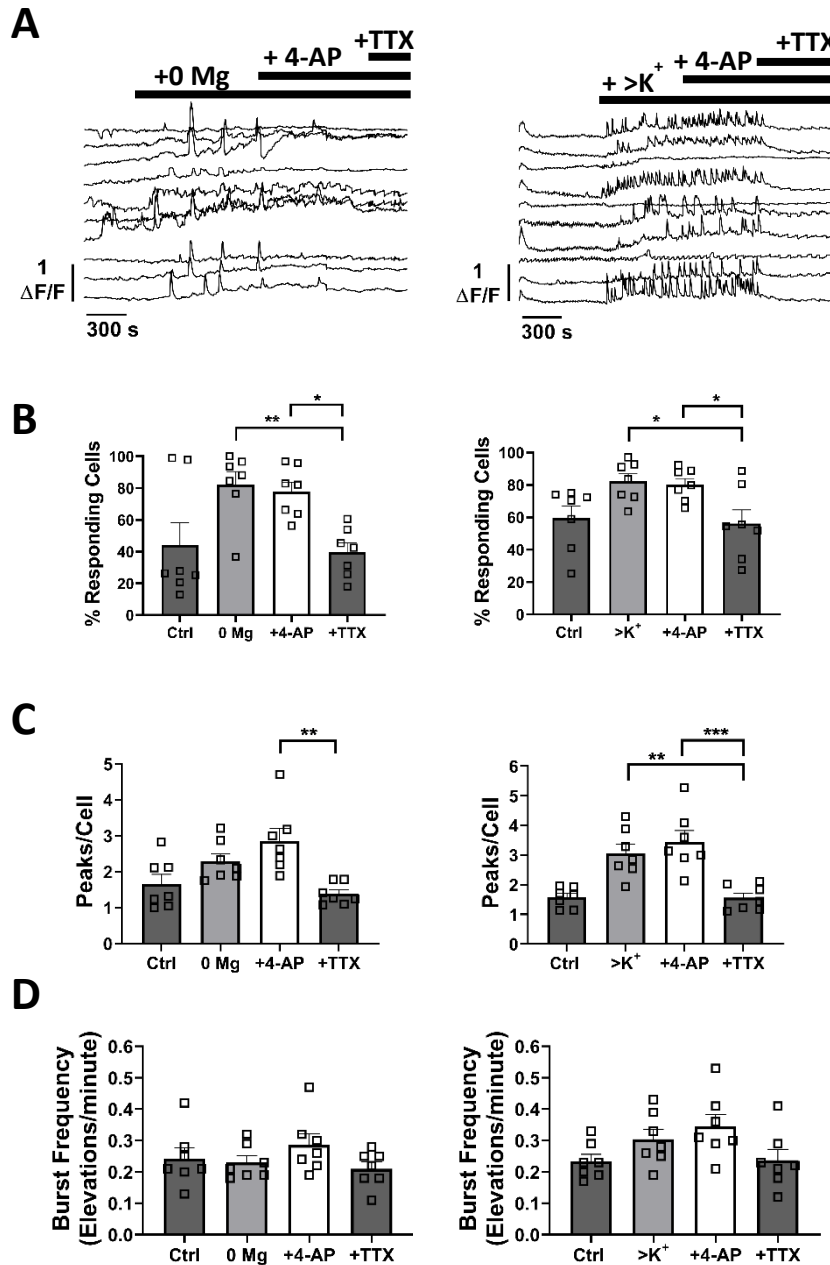 A
+0 Mg
+ 4-AP
+TTX
1
ΔF/F
300 s
+ >K+
+ 4-AP
+TTX
1
ΔF/F
300 s
B
% Responding Cells
100
80
60
40
20
0
Ctrl 0 Mg +4-AP +TTX
**
*
% Responding Cells
100
80
60
40
20
0
Ctrl >K+ +4-AP +TTX
*
*
C
Peaks/Cell
5
4
3
2
1
0
Ctrl 0 Mg +4-AP +TTX
**
Peaks/Cell
6
5
4
3
2
1
0
Ctrl >K+ +4-AP +TTX
**
***
D
Burst Frequency
(Elevations/minute)
0.6
0.5
0.4
0.3
0.2
0.1
0.0
Ctrl 0 Mg +4-AP +TTX
Burst Frequency
(Elevations/minute)
0.6
0.5
0.4
0.3
0.2
0.1
0.0
Ctrl >K+ +4-AP +TTX